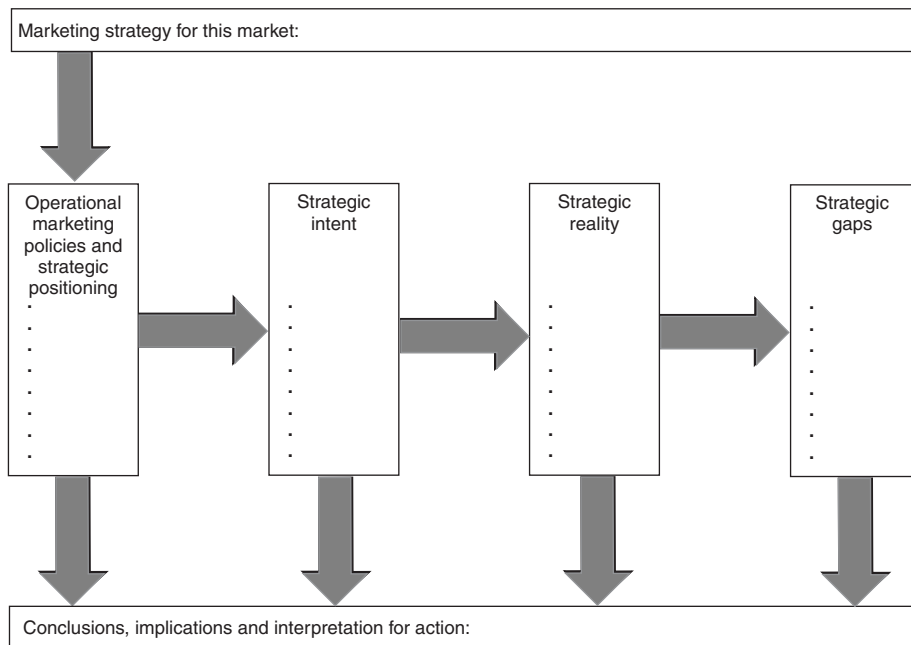 Marketing strategy for this market:
Operational
marketing
policies and
strategic
positioning
Strategic
intent
Strategic
reality
Strategic
gaps
Conclusions, implications and interpretation for action: